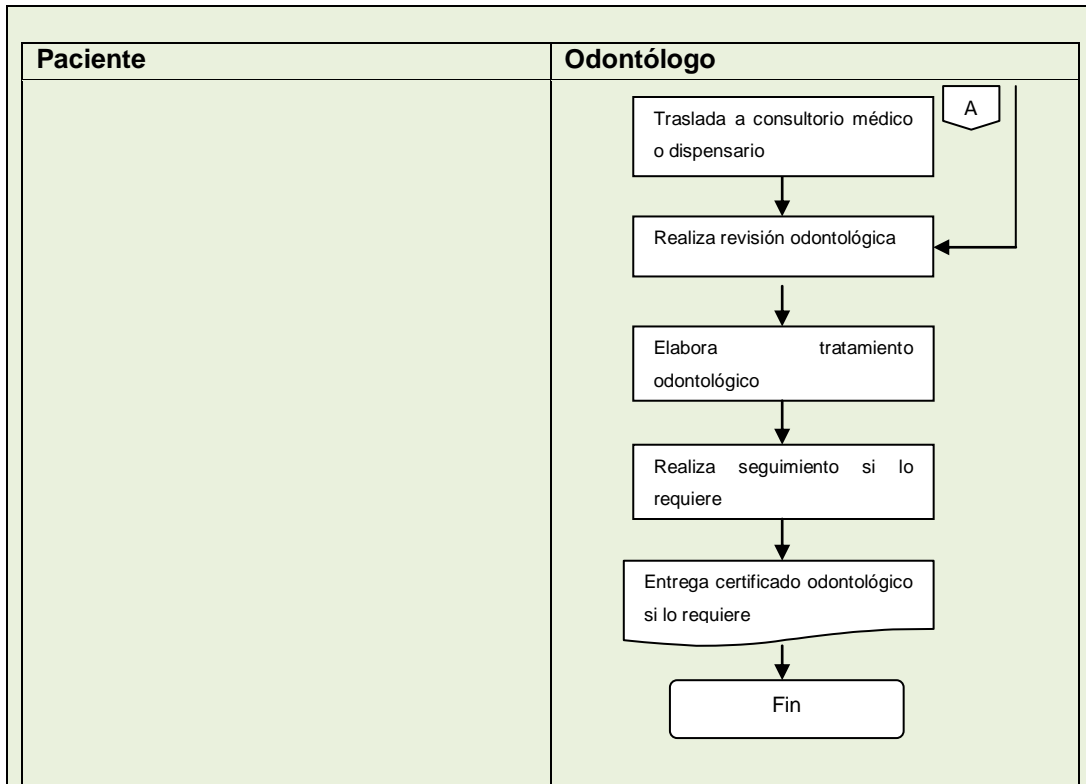 Paciente
Odontólogo
A
Traslada a consultorio médico
o dispensario
Realiza revisión odontológica
Elabora tratamiento
odontológico
Realiza seguimiento si lo
requiere
Entrega certificado odontológico
si lo requiere
Fin